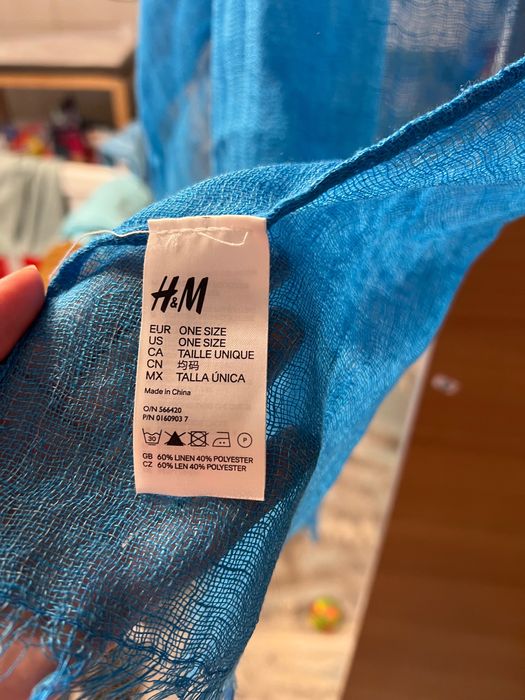 H&M
EUR ONE SIZE
US ONE SIZE
CA TAILLE UNIQUE
CN 均码
MX TALLA ÚNICA
Made in China
O/N 566420
P/N 0160903 7
30 P
GB 60% LINEN 40% POLYESTER
CZ 60% LEN 40% POLYESTER